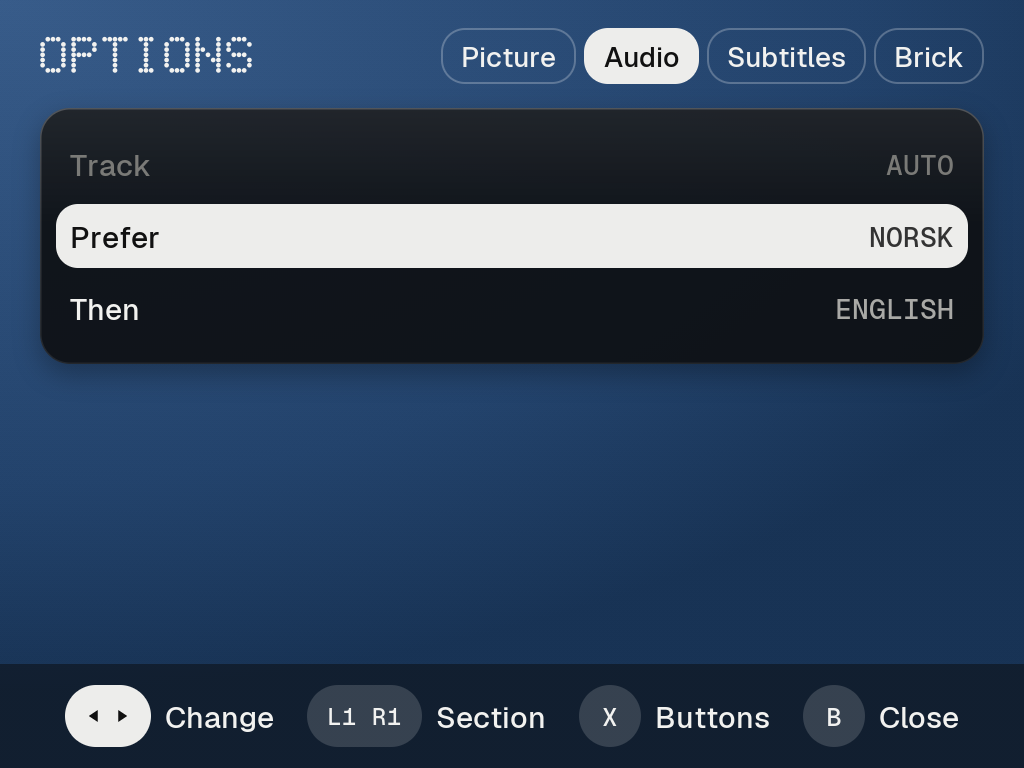 OPTIONS
Picture Audio Subtitles Brick
Track AUTO
Prefer NORSK
Then ENGLISH
Change L1 R1 Section X Buttons B Close